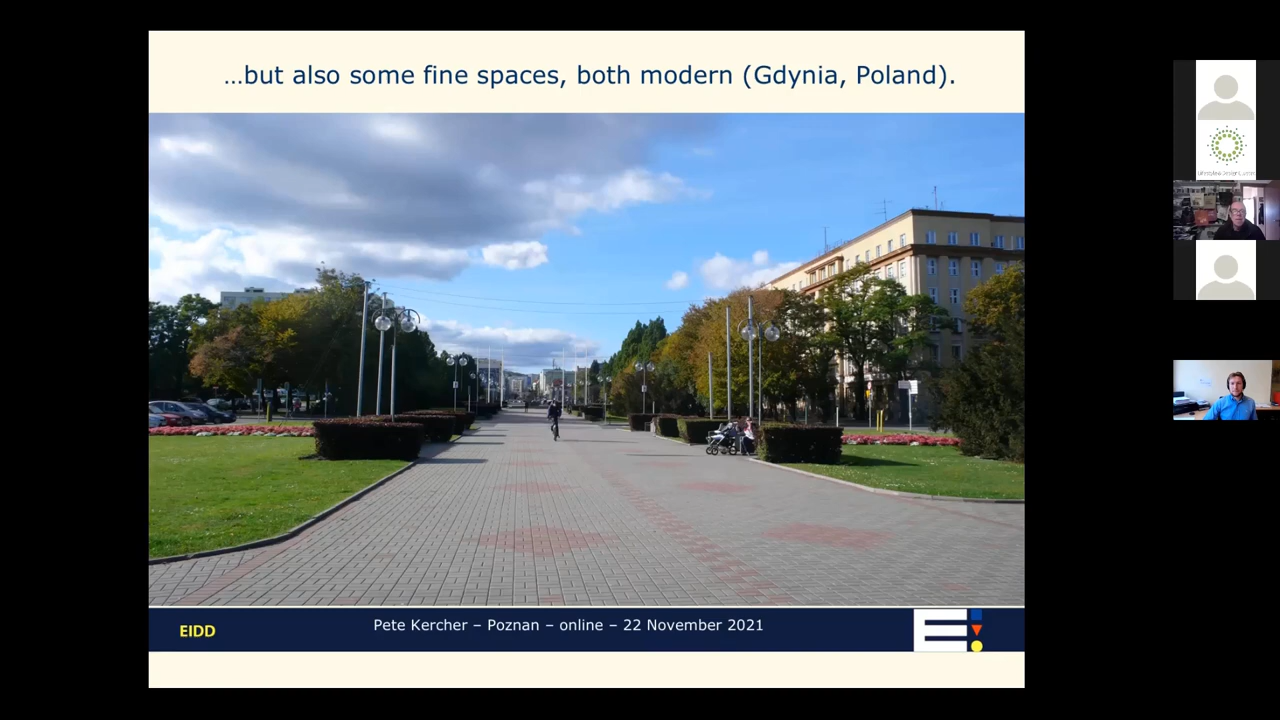 …but also some fine spaces, both modern (Gdynia, Poland).
EIDD
Pete Kercher – Poznan – online – 22 November 2021